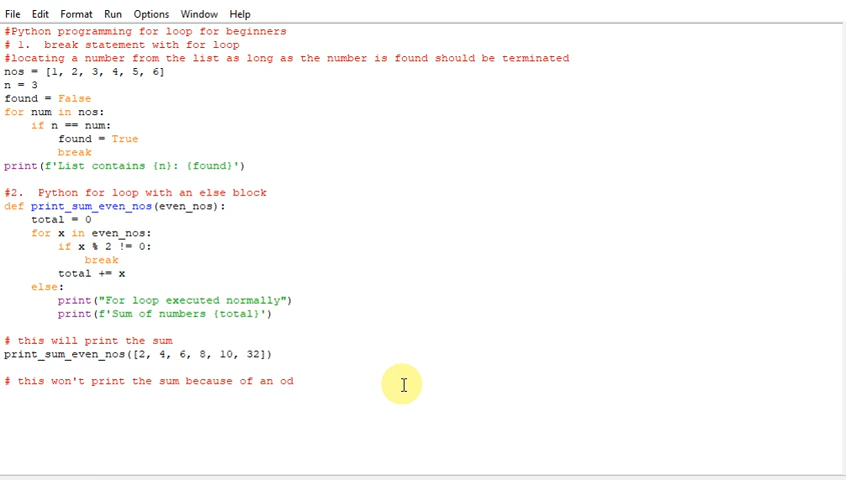 File Edit Format Run Options Window Help
#Python programming for loop for beginners
# 1.  break statement with for loop
#locating a number from the list as long as the number is found should be terminated
nos = [1, 2, 3, 4, 5, 6]
n = 3
found = False
for num in nos:
    if n == num:
        found = True
        break
print(f'List contains {n}: {found}')
#2.  Python for loop with an else block
def print_sum_even_nos(even_nos):
    total = 0
    for x in even_nos:
        if x % 2 != 0:
            break
        total += x
    else:
        print("For loop executed normally")
        print(f'Sum of numbers {total}')
# this will print the sum
print_sum_even_nos([2, 4, 6, 8, 10, 32])
# this won't print the sum because of an od